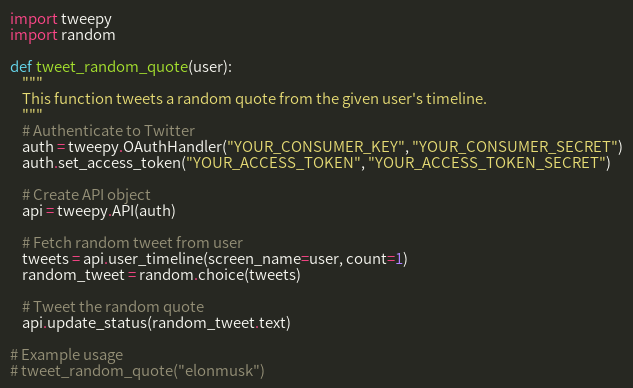 import tweepy
import random
def tweet_random_quote(user):
"""
This function tweets a random quote from the given user's timeline.
"""
# Authenticate to Twitter
auth = tweepy.OAuthHandler("YOUR_CONSUMER_KEY", "YOUR_CONSUMER_SECRET")
auth.set_access_token("YOUR_ACCESS_TOKEN", "YOUR_ACCESS_TOKEN_SECRET")
# Create API object
api = tweepy.API(auth)
# Fetch random tweet from user
tweets = api.user_timeline(screen_name=user, count=1)
random_tweet = random.choice(tweets)
# Tweet the random quote
api.update_status(random_tweet.text)
# Example usage
# tweet_random_quote("elonmusk")